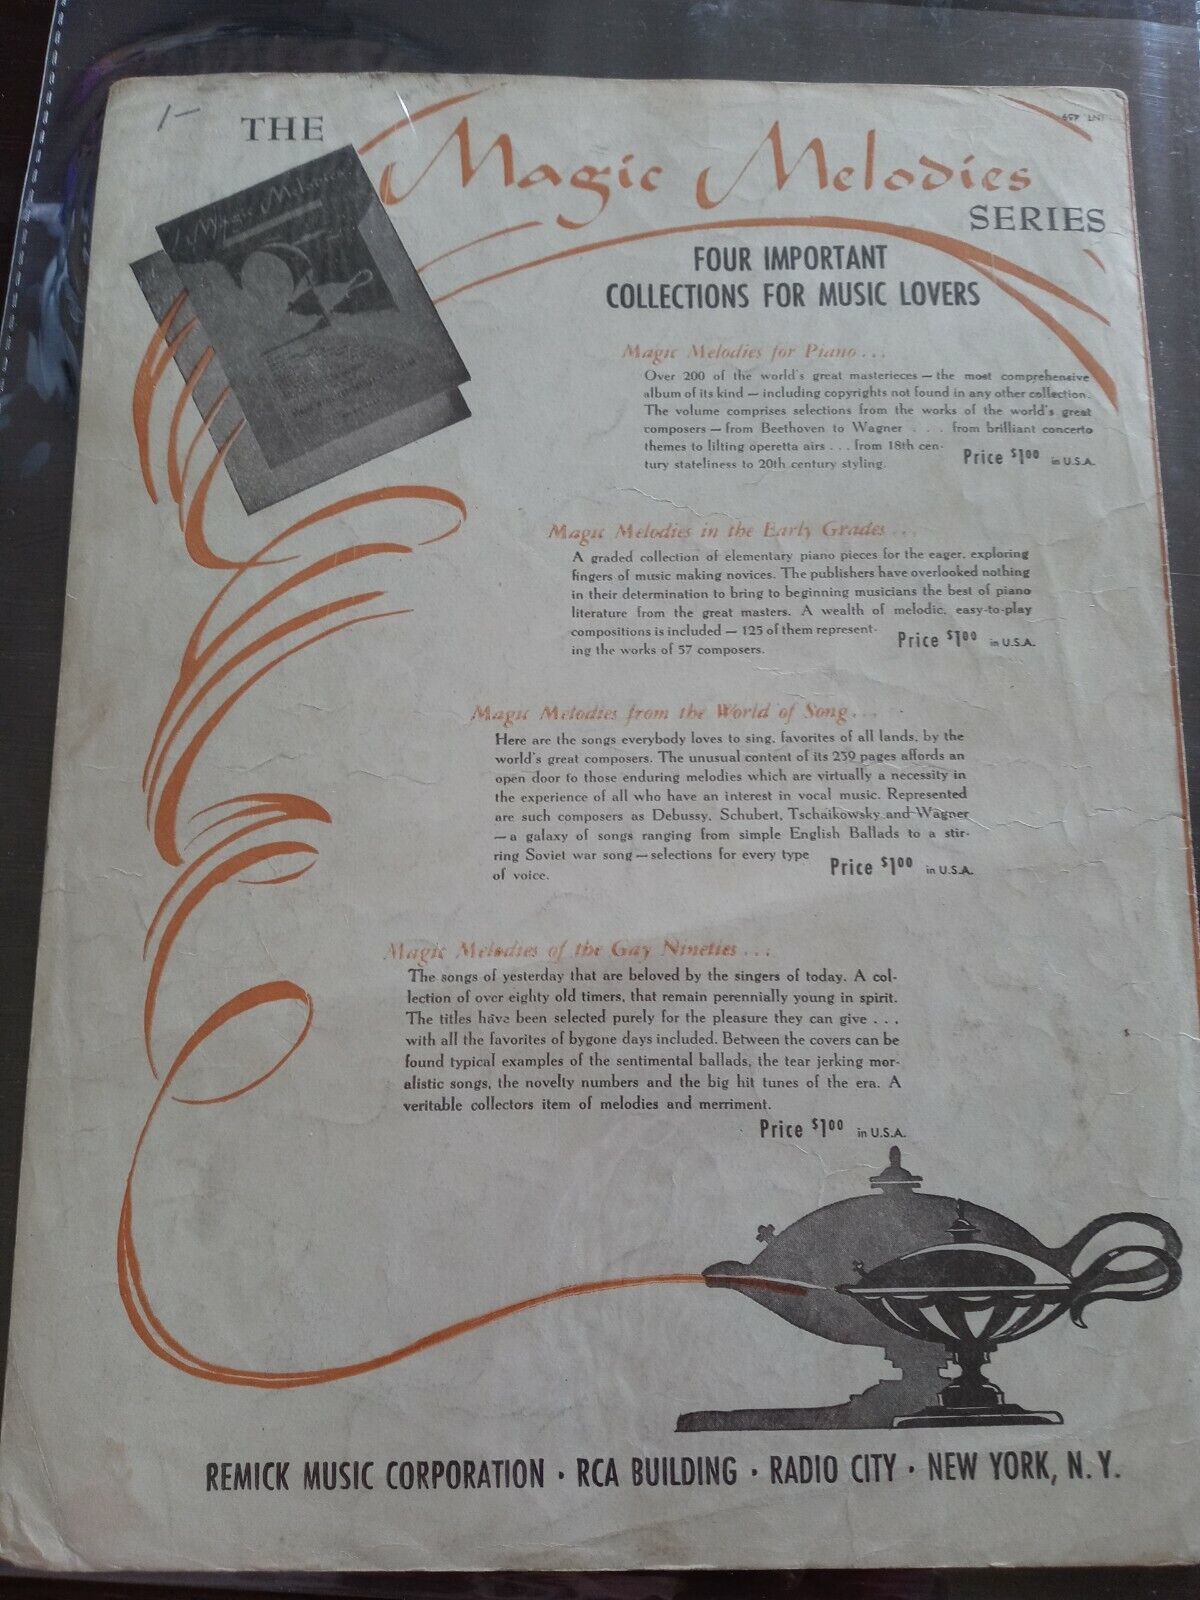 1-
THE Magic Melodies
SERIES
FOUR IMPORTANT
COLLECTIONS FOR MUSIC LOVERS
Magic Melodies
Magic Melodies for Piano...
Over 200 of the world's great masterieces — the most comprehensive
album of its kind — including copyrights not found in any other collection.
The volume comprises selections from the works of the world's great
composers — from Beethoven to Wagner . . . from brilliant concerto
themes to lilting operetta airs . . . from 18th cen-
tury stateliness to 20th century styling. Price $1.00 in U.S.A.
Magic Melodies in the Early Grades...
A graded collection of elementary piano pieces for the eager, exploring
fingers of music making novices. The publishers have overlooked nothing
in their determination to bring to beginning musicians the best of piano
literature from the great masters. A wealth of melodic, easy-to-play
compositions is included — 125 of them represent-
ing the works of 57 composers. Price $1.00 in U.S.A.
Magic Melodies from the World of Song...
Here are the songs everybody loves to sing, favorites of all lands, by the
world's great composers. The unusual content of its 239 pages affords an
open door to those enduring melodies which are virtually a necessity in
the experience of all who have an interest in vocal music. Represented
are such composers as Debussy, Schubert, Tschaikowsky and Wagner
— a galaxy of songs ranging from simple English Ballads to a stir-
ring Soviet war song — selections for every type
of voice. Price $1.00 in U.S.A.
Magic Melodies of the Gay Nineties...
The songs of yesterday that are beloved by the singers of today. A col-
lection of over eighty old timers, that remain perennially young in spirit.
The titles have been selected purely for the pleasure they can give . . .
with all the favorites of bygone days included. Between the covers can be
found typical examples of the sentimental ballads, the tear jerking mor-
alistic songs, the novelty numbers and the big hit tunes of the era. A
veritable collectors item of melodies and merriment.
Price $1.00 in U.S.A.
REMICK MUSIC CORPORATION · RCA BUILDING · RADIO CITY · NEW YORK, N. Y.